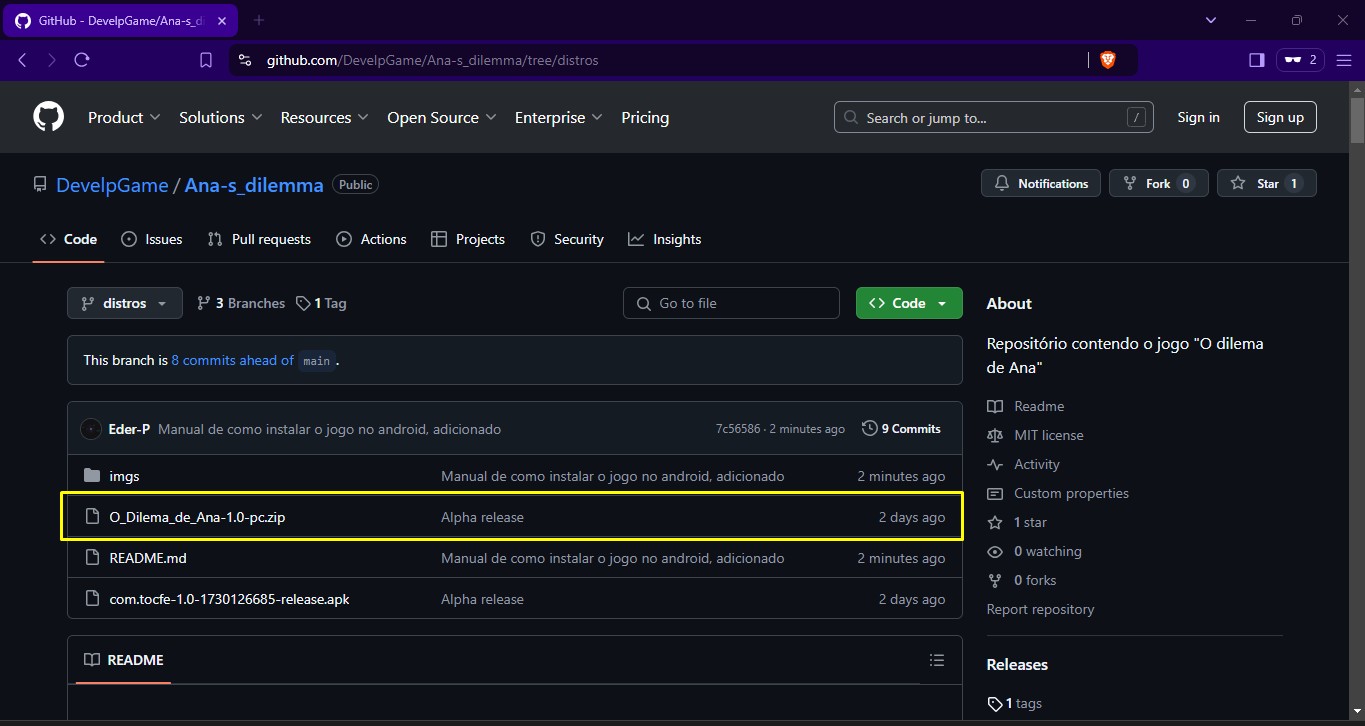 GitHub - DevelpGame/Ana-s_d
github.com/DevelpGame/Ana-s_dilemma/tree/distros
2
Product Solutions Resources Open Source Enterprise Pricing Search or jump to... / Sign in Sign up
DevelpGame / Ana-s_dilemma Public Notifications Fork 0 Star 1
Code Issues Pull requests Actions Projects Security Insights
distros 3 Branches 1 Tag Go to file Code
This branch is 8 commits ahead of main .
Eder-P Manual de como instalar o jogo no android, adicionado 7c56586 · 2 minutes ago 9 Commits
imgs Manual de como instalar o jogo no android, adicionado 2 minutes ago
O_Dilema_de_Ana-1.0-pc.zip Alpha release 2 days ago
README.md Manual de como instalar o jogo no android, adicionado 2 minutes ago
com.tocfe-1.0-1730126685-release.apk Alpha release 2 days ago
README
About
Repositório contendo o jogo "O dilema
de Ana"
Readme
MIT license
Activity
Custom properties
1 star
0 watching
0 forks
Report repository
Releases
1 tags